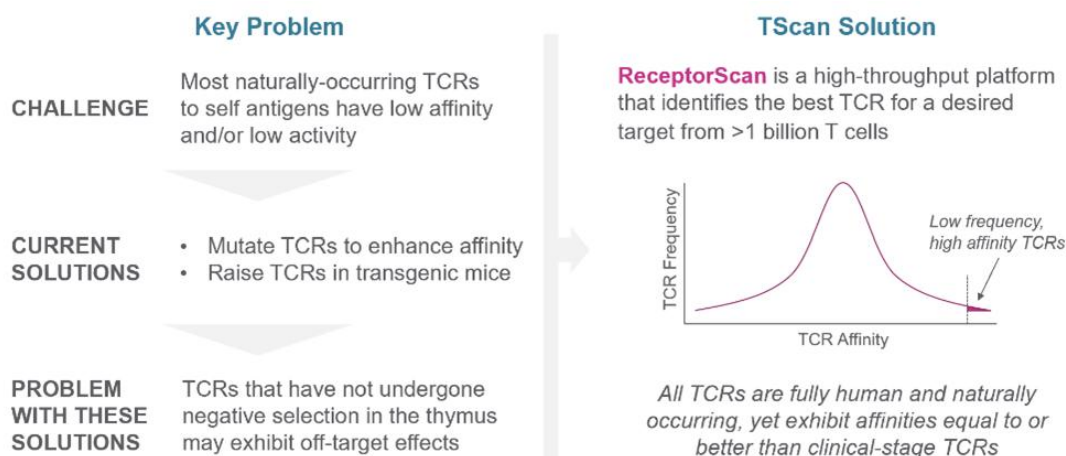 Key Problem
CHALLENGE
Most naturally-occurring TCRs
to self antigens have low affinity
and/or low activity
CURRENT
SOLUTIONS
• Mutate TCRs to enhance affinity
• Raise TCRs in transgenic mice
PROBLEM
WITH THESE
SOLUTIONS
TCRs that have not undergone
negative selection in the thymus
may exhibit off-target effects
TScan Solution
ReceptorScan is a high-throughput platform
that identifies the best TCR for a desired
target from >1 billion T cells
TCR Frequency
Low frequency,
high affinity TCRs
TCR Affinity
All TCRs are fully human and naturally
occurring, yet exhibit affinities equal to or
better than clinical-stage TCRs